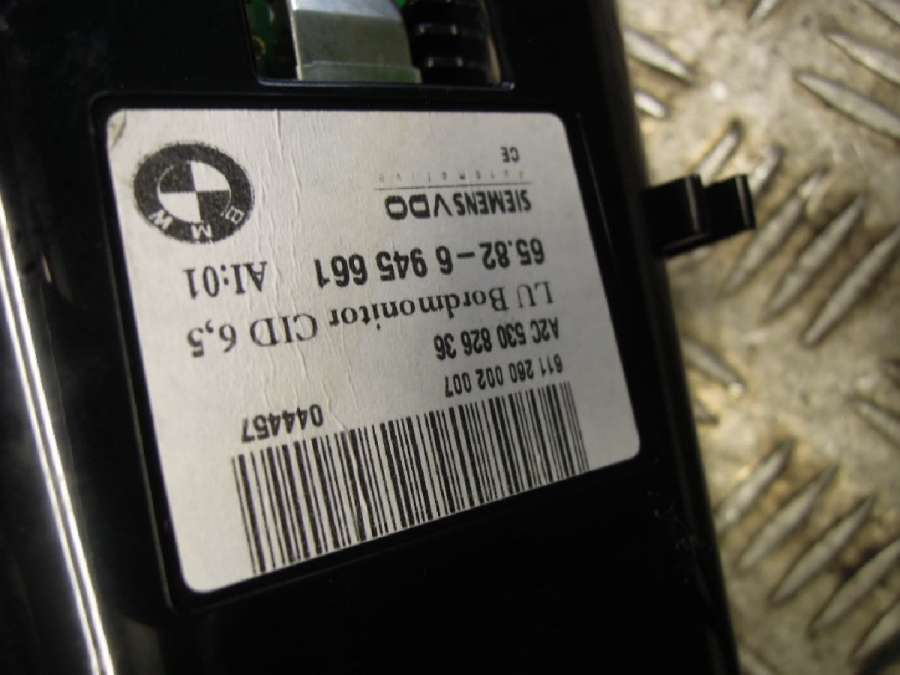 CE
Automotive
SIEMENS VDO
BMW
65.82-6 945 661 AI:01
LU Bordmonitor CID 6,5
A2C 530 826 36
611 260 002 007
044457